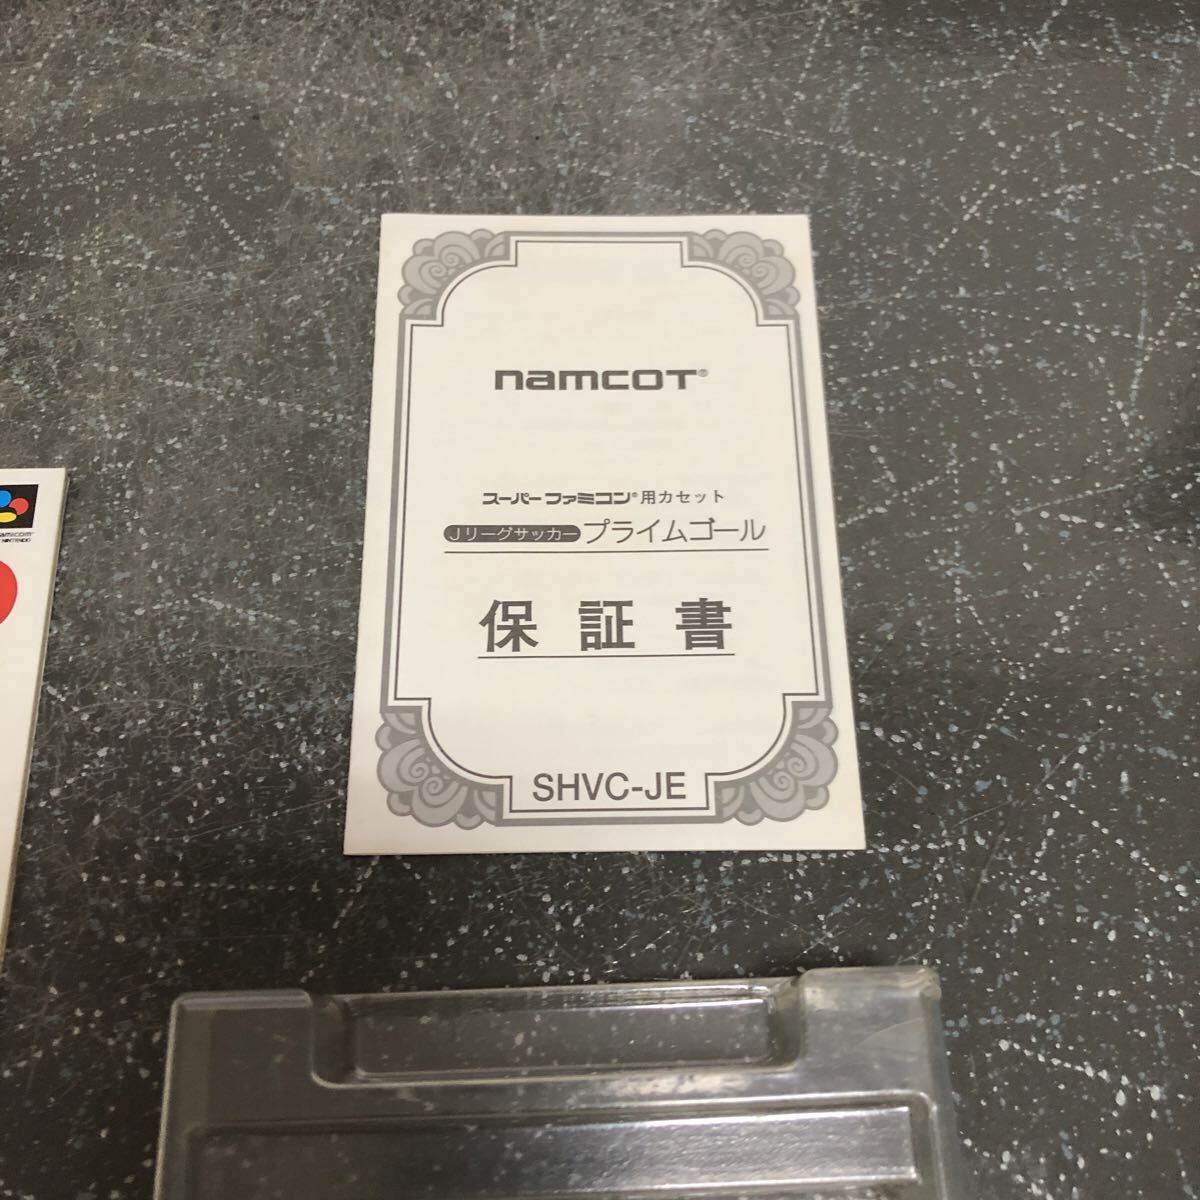 namcoT®
スーパーファミコン®用カセット
Jリーグサッカー プライムゴール
保証書
SHVC-JE
NINTENDO